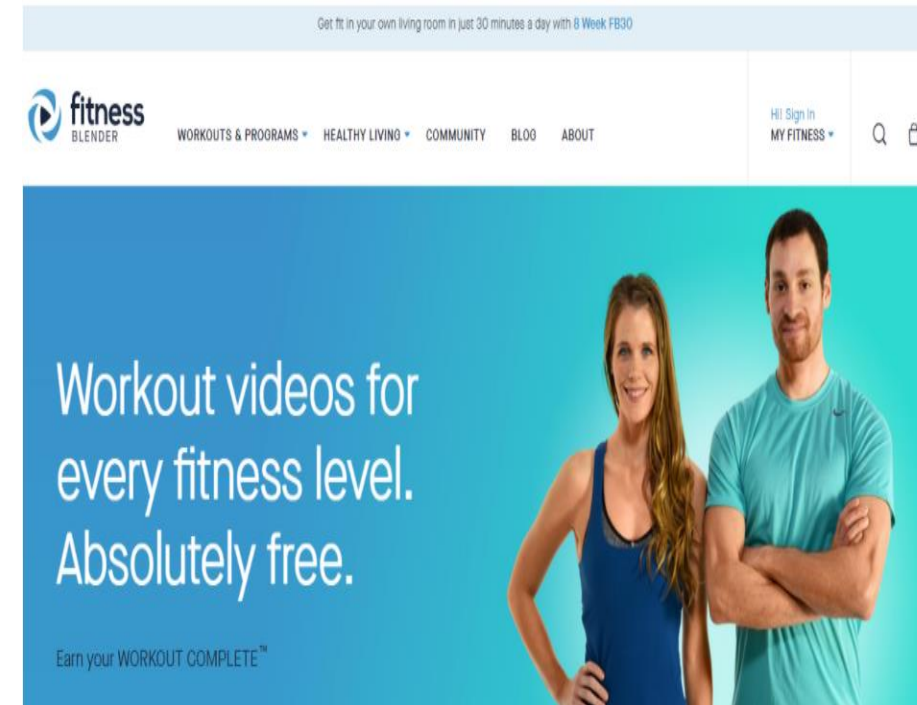 Get fit in your own living room in just 30 minutes a day with 8 Week FB30
fitness
BLENDER
WORKOUTS & PROGRAMS HEALTHY LIVING COMMUNITY BLOG ABOUT
Hi! Sign In
MY FITNESS
Workout videos for
every fitness level.
Absolutely free.
Earn your WORKOUT COMPLETE™